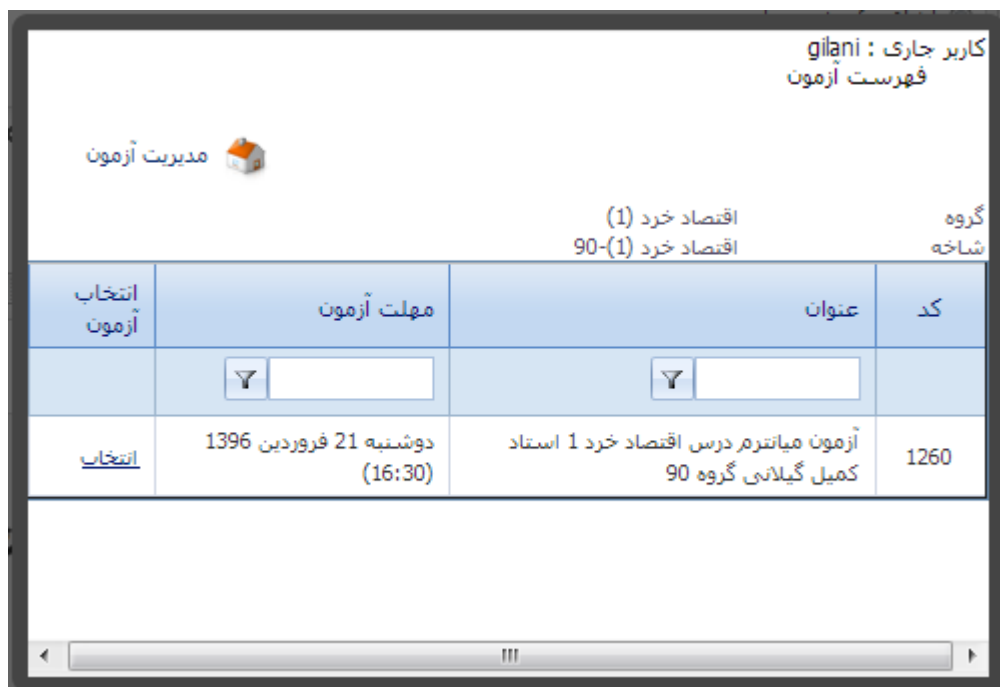 کاربر جاری : gilani
فهرست آزمون
مدیریت آزمون
گروه اقتصاد خرد (1)
شاخه اقتصاد خرد (1)-90
کد عنوان مهلت آزمون انتخاب
آزمون
1260 آزمون میانترم درس اقتصاد خرد 1 استاد دوشنبه 21 فروردین 1396 انتخاب
کمیل گیلانی گروه 90 (16:30)